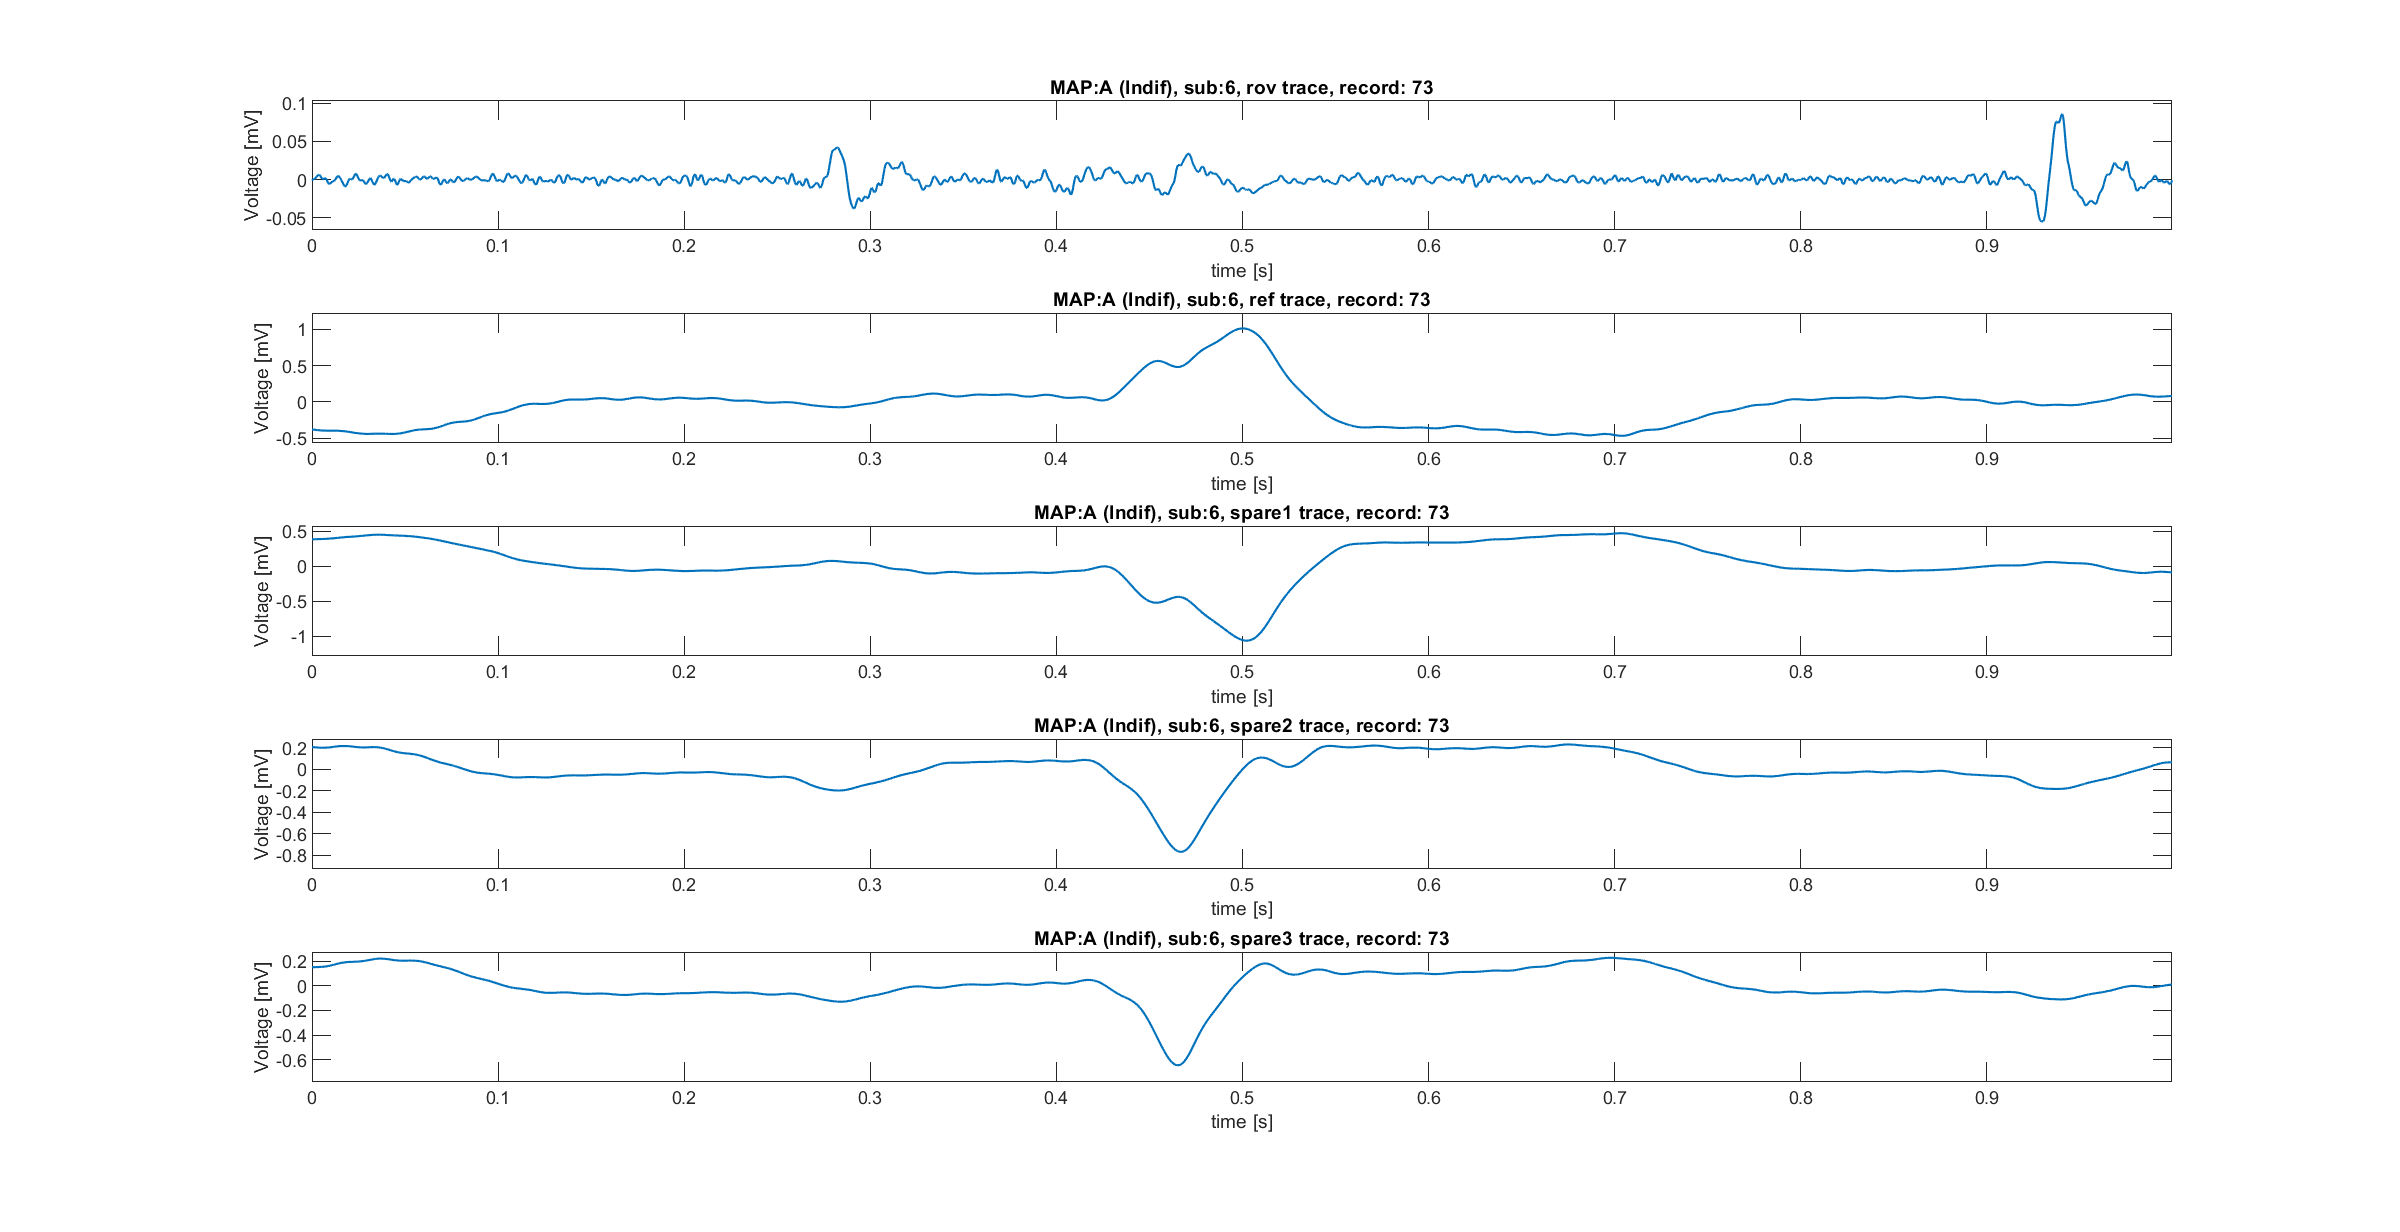 MAP:A (Indif), sub:6, rov trace, record: 73
Voltage [mV]
0.1
0.05
0
-0.05
0 0.1 0.2 0.3 0.4 0.5 0.6 0.7 0.8 0.9
time [s]
MAP:A (Indif), sub:6, ref trace, record: 73
Voltage [mV]
1
0.5
0
-0.5
0 0.1 0.2 0.3 0.4 0.5 0.6 0.7 0.8 0.9
time [s]
MAP:A (Indif), sub:6, spare1 trace, record: 73
Voltage [mV]
0.5
0
-0.5
-1
0 0.1 0.2 0.3 0.4 0.5 0.6 0.7 0.8 0.9
time [s]
MAP:A (Indif), sub:6, spare2 trace, record: 73
Voltage [mV]
0.2
0
-0.2
-0.4
-0.6
-0.8
0 0.1 0.2 0.3 0.4 0.5 0.6 0.7 0.8 0.9
time [s]
MAP:A (Indif), sub:6, spare3 trace, record: 73
Voltage [mV]
0.2
0
-0.2
-0.4
-0.6
0 0.1 0.2 0.3 0.4 0.5 0.6 0.7 0.8 0.9
time [s]